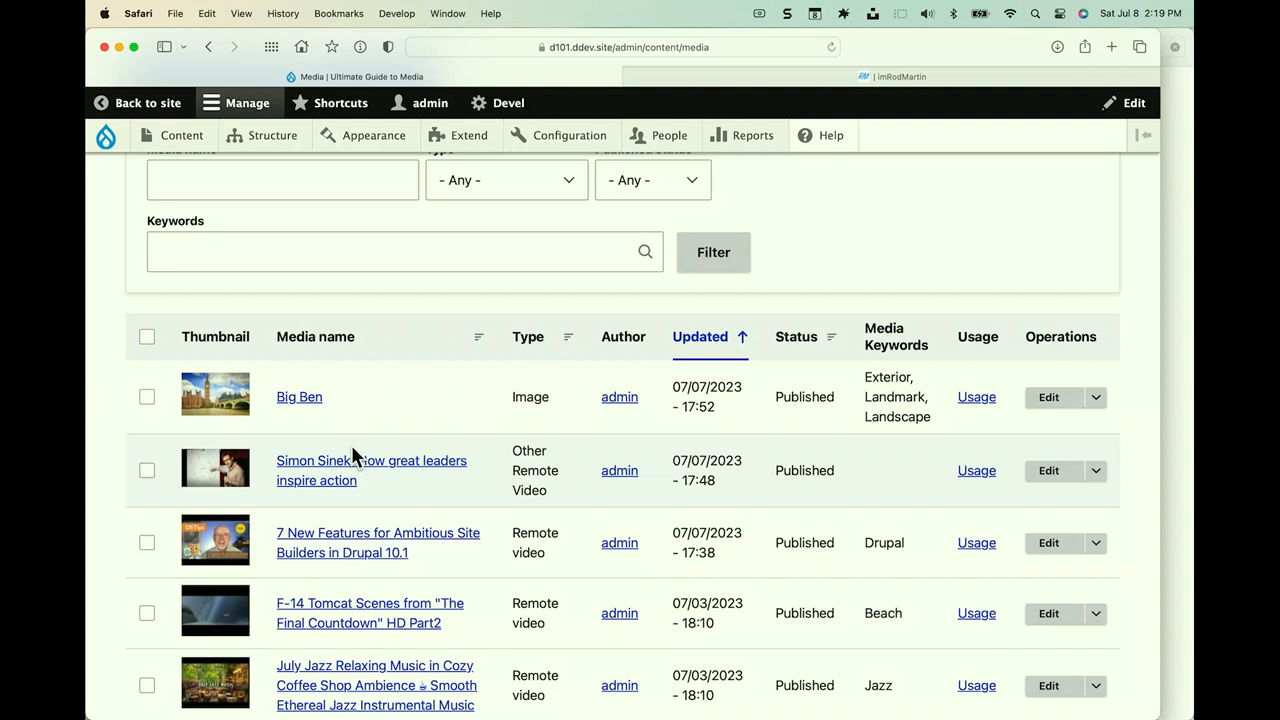 Safari File Edit View History Bookmarks Develop Window Help Sat Jul 8 2:19 PM
d101.ddev.site/admin/content/media
Media | Ultimate Guide to Media
| imRodMartin
Back to site Manage Shortcuts admin Devel Edit
Content Structure Appearance Extend Configuration People Reports Help
- Any - - Any -
Keywords
Filter
Thumbnail Media name Type Author Updated Status Media Keywords Usage Operations
Big Ben Image admin 07/07/2023 - 17:52 Published Exterior, Landmark, Landscape Usage Edit
Simon Sinek: How great leaders inspire action Other Remote Video admin 07/07/2023 - 17:48 Published Usage Edit
7 New Features for Ambitious Site Builders in Drupal 10.1 Remote video admin 07/07/2023 - 17:38 Published Drupal Usage Edit
F-14 Tomcat Scenes from "The Final Countdown" HD Part2 Remote video admin 07/03/2023 - 18:10 Published Beach Usage Edit
July Jazz Relaxing Music in Cozy Coffee Shop Ambience ☕ Smooth Ethereal Jazz Instrumental Music Remote video admin 07/03/2023 - 18:10 Published Jazz Usage Edit